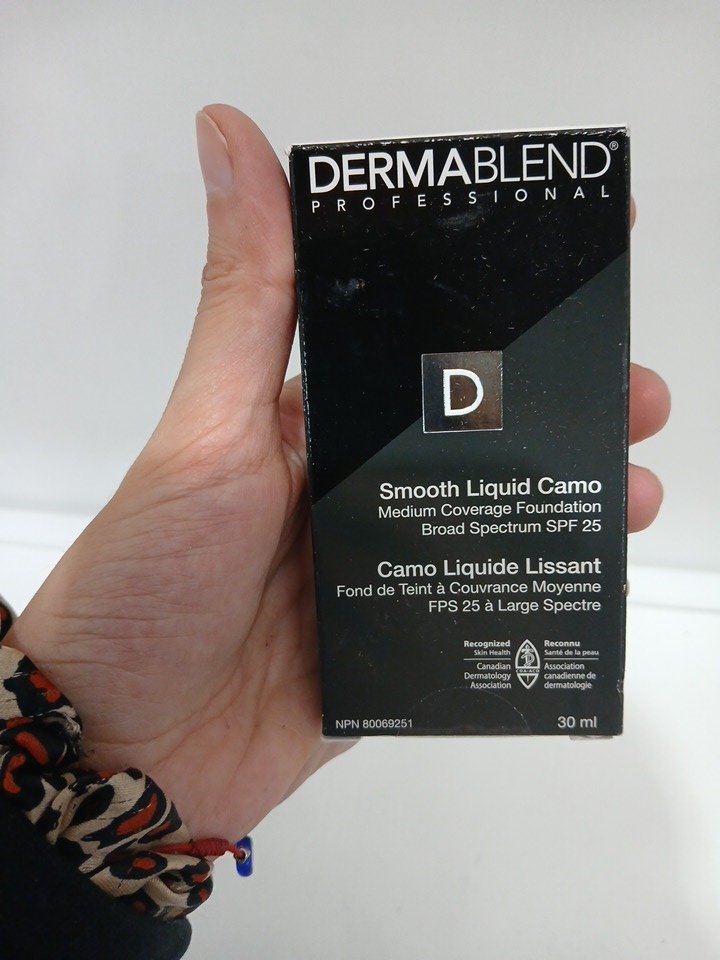 DERMABLEND®
PROFESSIONAL
D
Smooth Liquid Camo
Medium Coverage Foundation
Broad Spectrum SPF 25
Camo Liquide Lissant
Fond de Teint à Couvrance Moyenne
FPS 25 à Large Spectre
Recognized
Skin Health
Canadian
Dermatology
Association
CDA-ACD
Reconnu
Santé de la peau
Association
canadienne de
dermatologie
NPN 80069251
30 ml